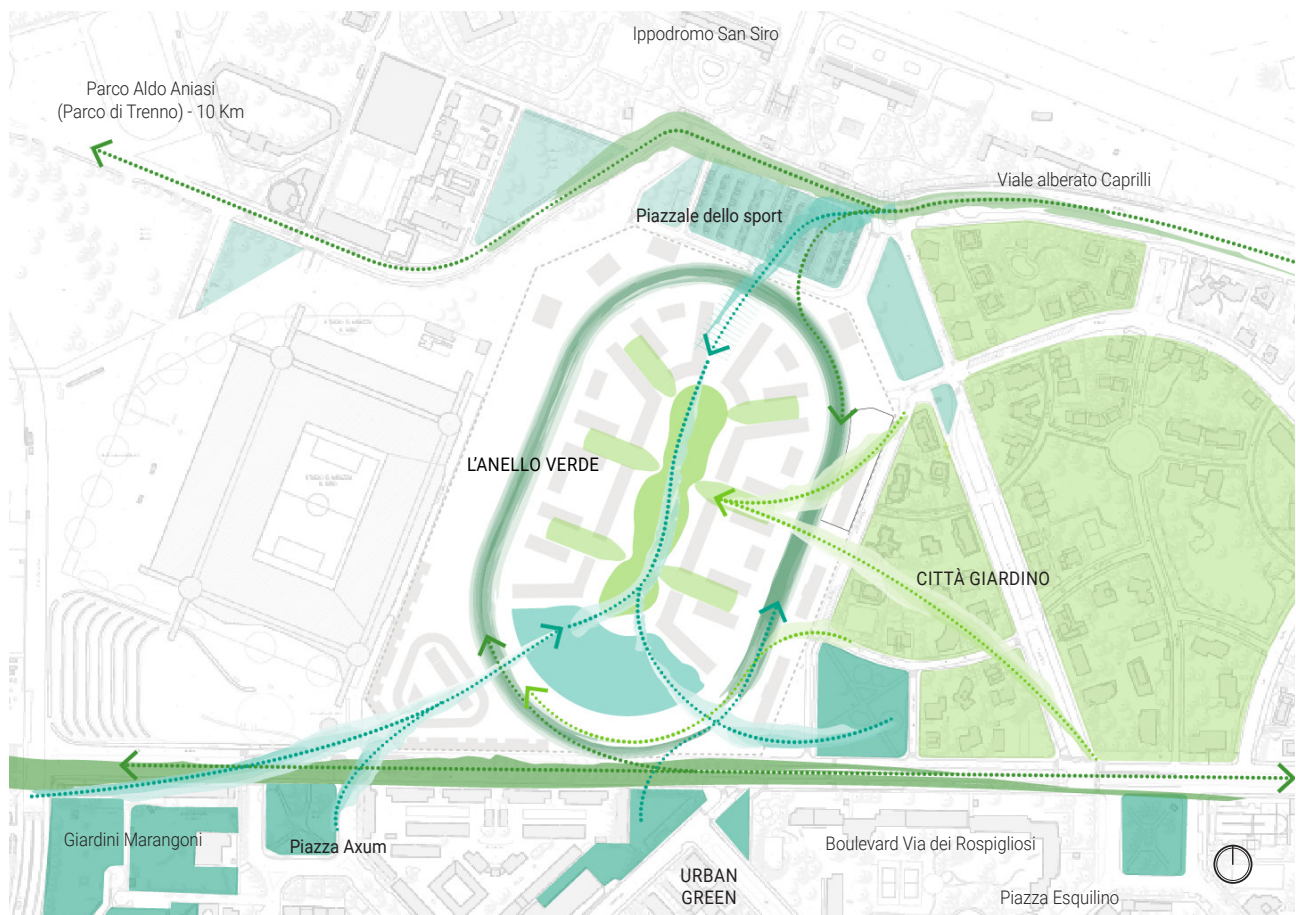 Ippodromo San Siro
Parco Aldo Aniasi
(Parco di Trenno) - 10 Km
Viale alberato Caprilli
Piazzale dello sport
L'ANELLO VERDE
CITTÀ GIARDINO
Giardini Marangoni
Piazza Axum
Boulevard Via dei Rospigliosi
URBAN
GREEN
Piazza Esquilino